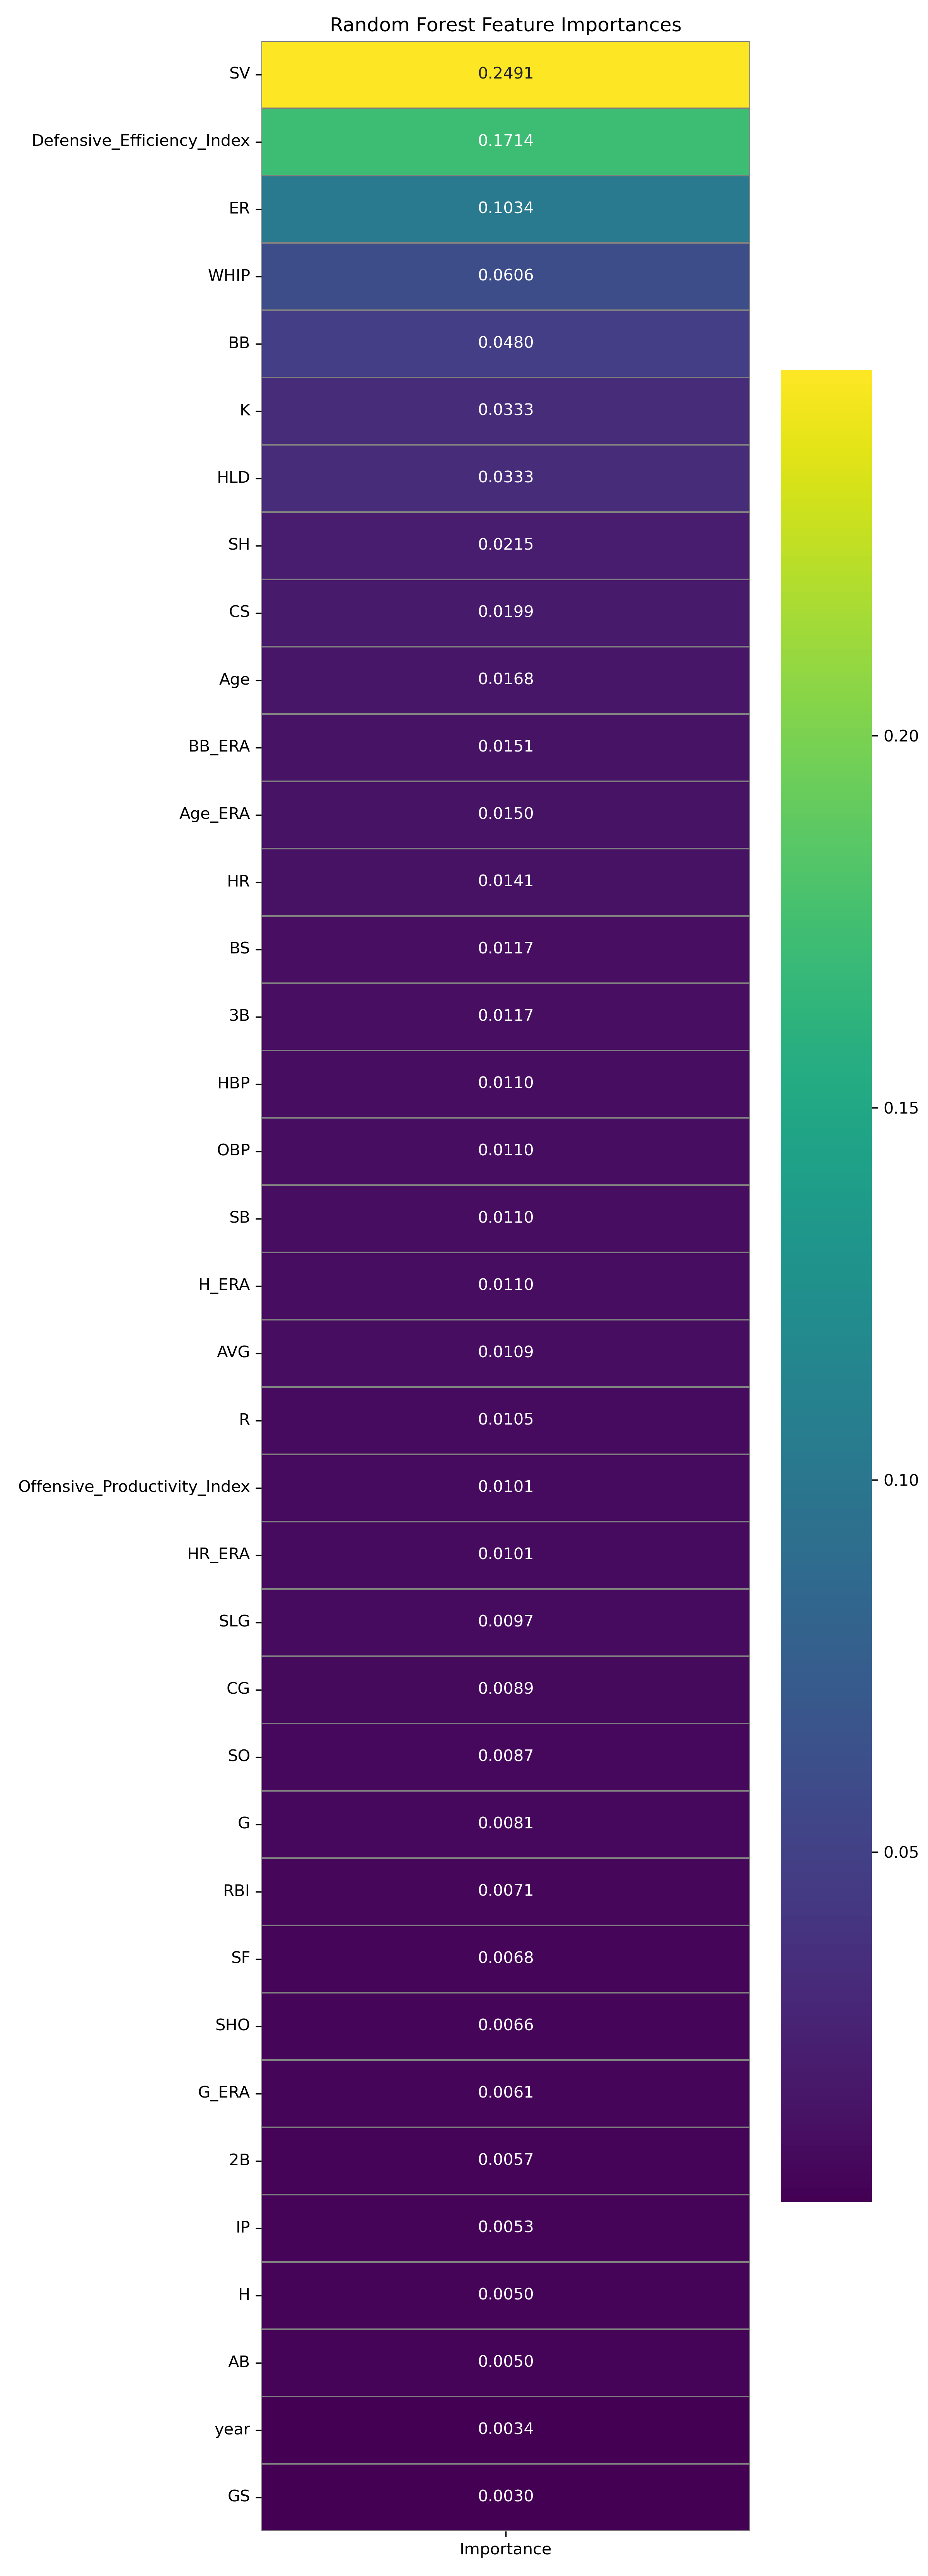 Random Forest Feature Importances
SV 0.2491
Defensive_Efficiency_Index 0.1714
ER 0.1034
WHIP 0.0606
BB 0.0480
K 0.0333
HLD 0.0333
SH 0.0215
CS 0.0199
Age 0.0168
BB_ERA 0.0151
Age_ERA 0.0150
HR 0.0141
BS 0.0117
3B 0.0117
HBP 0.0110
OBP 0.0110
SB 0.0110
H_ERA 0.0110
AVG 0.0109
R 0.0105
Offensive_Productivity_Index 0.0101
HR_ERA 0.0101
SLG 0.0097
CG 0.0089
SO 0.0087
G 0.0081
RBI 0.0071
SF 0.0068
SHO 0.0066
G_ERA 0.0061
2B 0.0057
IP 0.0053
H 0.0050
AB 0.0050
year 0.0034
GS 0.0030
Importance
0.20
0.15
0.10
0.05